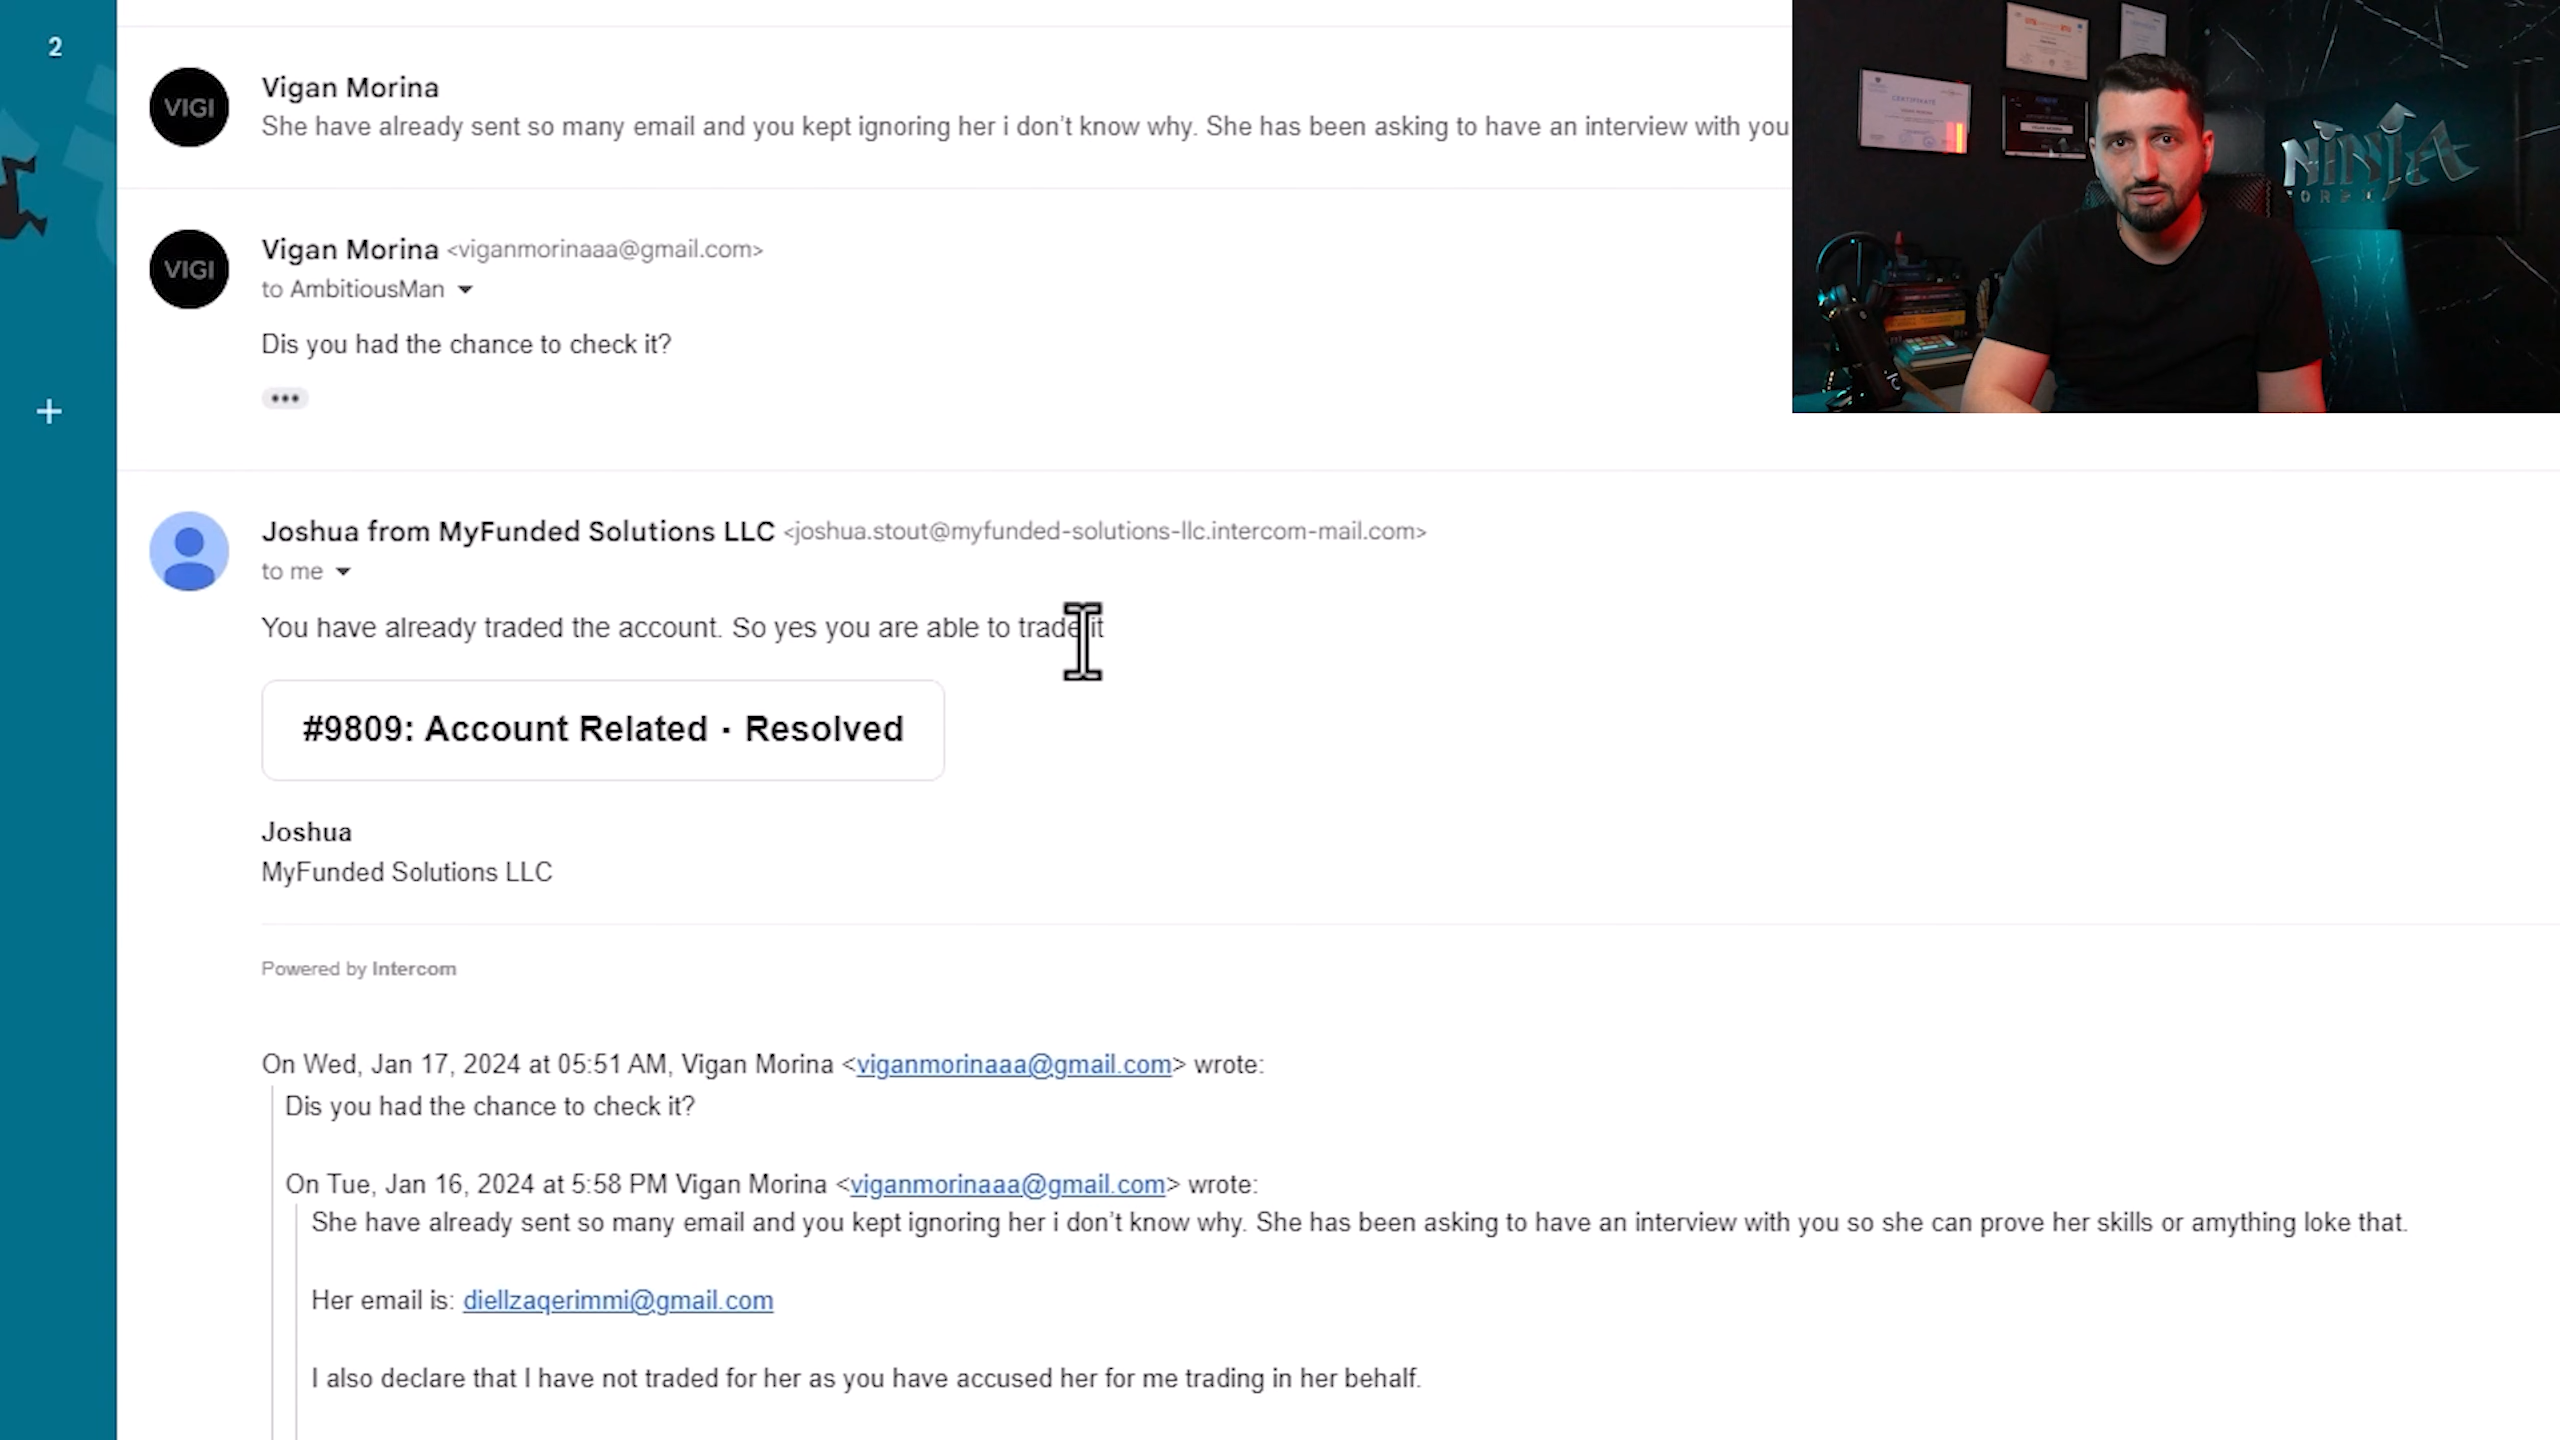 2
VIGI
Vigan Morina
She have already sent so many email and you kept ignoring her i don't know why. She has been asking to have an interview with you
NINJA
VIGI
Vigan Morina <viganmorinaaa@gmail.com>
to AmbitiousMan
Dis you had the chance to check it?
Joshua from MyFunded Solutions LLC <joshua.stout@myfunded-solutions-llc.intercom-mail.com>
to me
You have already traded the account. So yes you are able to trade it
#9809: Account Related · Resolved
Joshua
MyFunded Solutions LLC
Powered by Intercom
On Wed, Jan 17, 2024 at 05:51 AM, Vigan Morina <viganmorinaaa@gmail.com> wrote:
Dis you had the chance to check it?
On Tue, Jan 16, 2024 at 5:58 PM Vigan Morina <viganmorinaaa@gmail.com> wrote:
She have already sent so many email and you kept ignoring her i don't know why. She has been asking to have an interview with you so she can prove her skills or amything loke that.
Her email is: diellzaqerimmi@gmail.com
I also declare that I have not traded for her as you have accused her for me trading in her behalf.